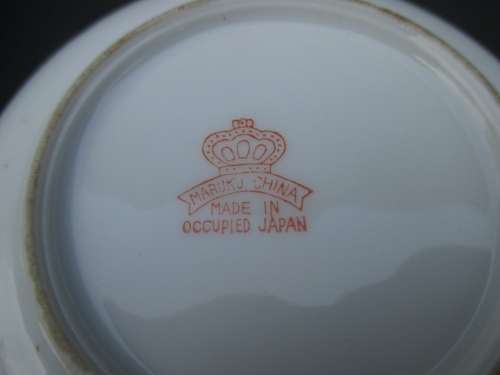 MARUKU, CHINA
MADE IN
OCCUPIED JAPAN